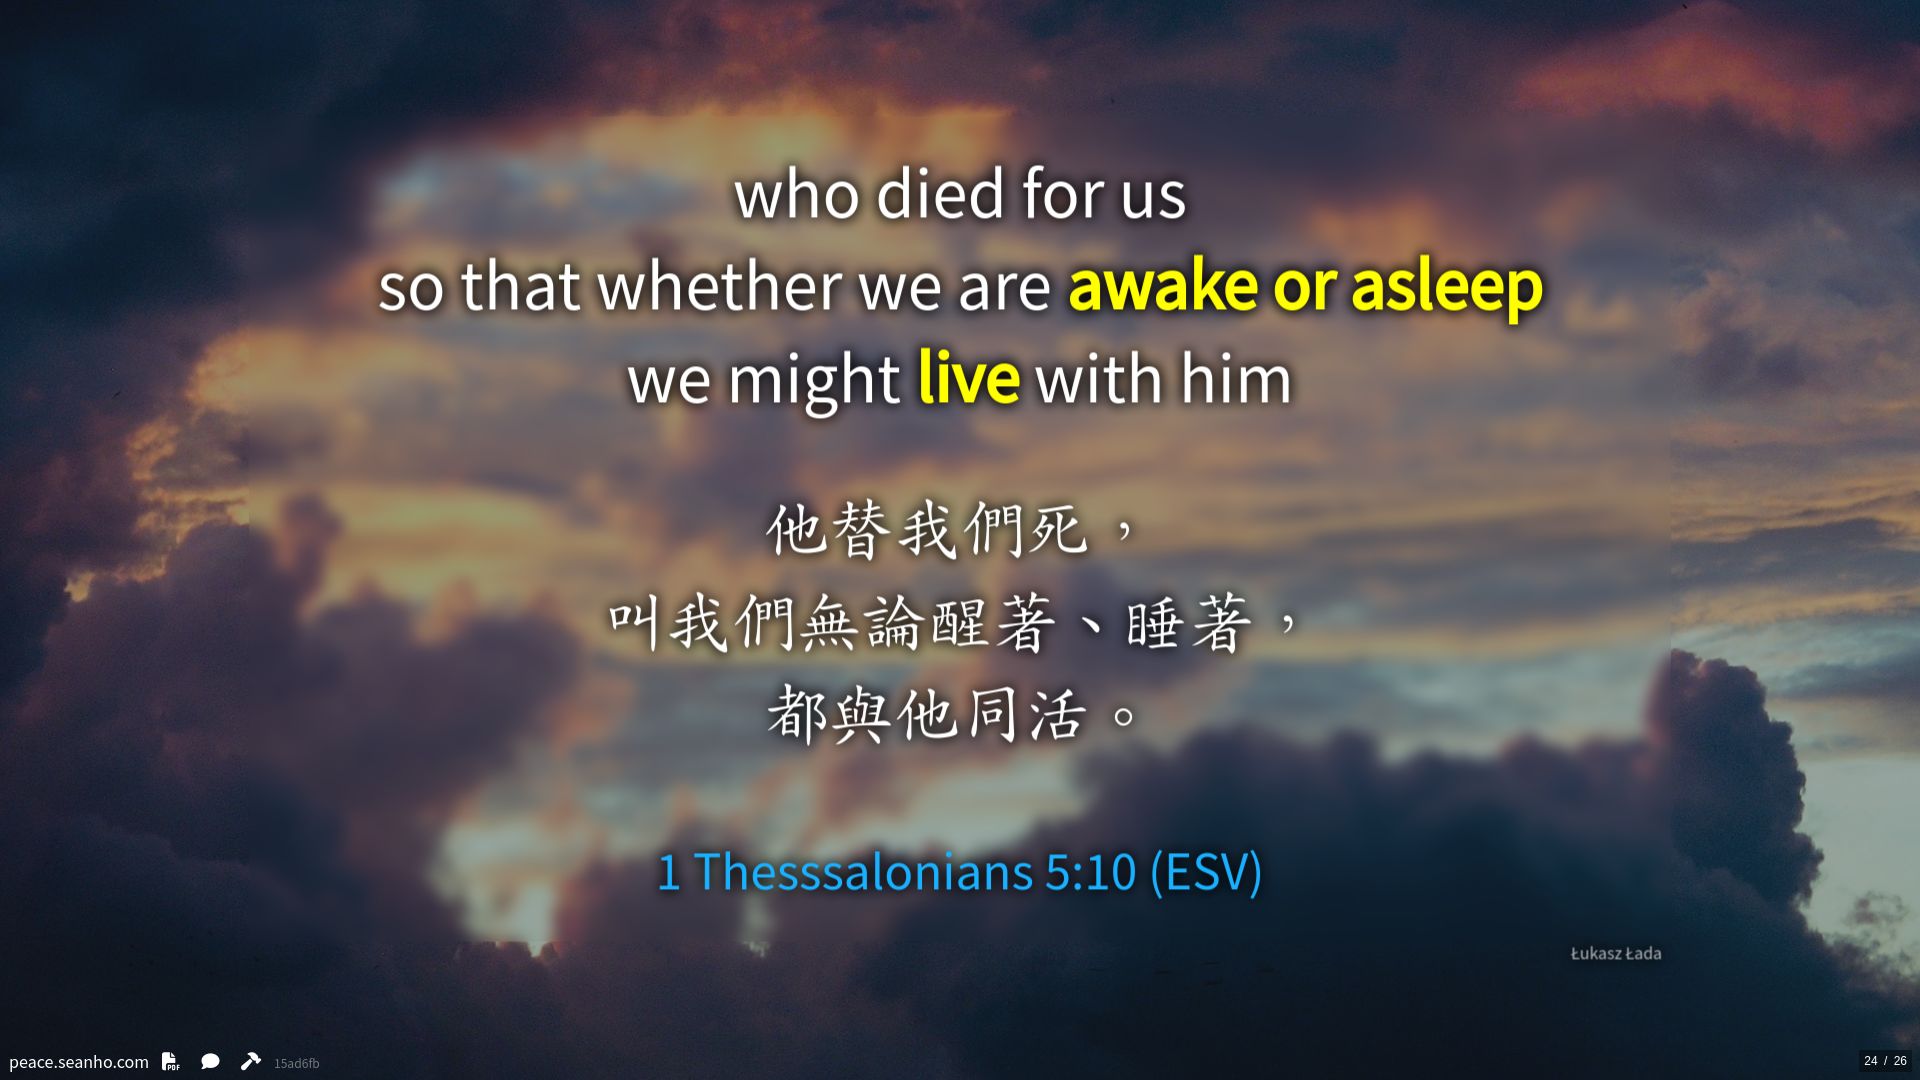 who died for us
so that whether we are awake or asleep
we might live with him
他替我們死，
叫我們無論醒著、睡著，
都與他同活。
1 Thesssalonians 5:10 (ESV)
Łukasz Łada
peace.seanho.com PDF 15ad6fb
24 / 26